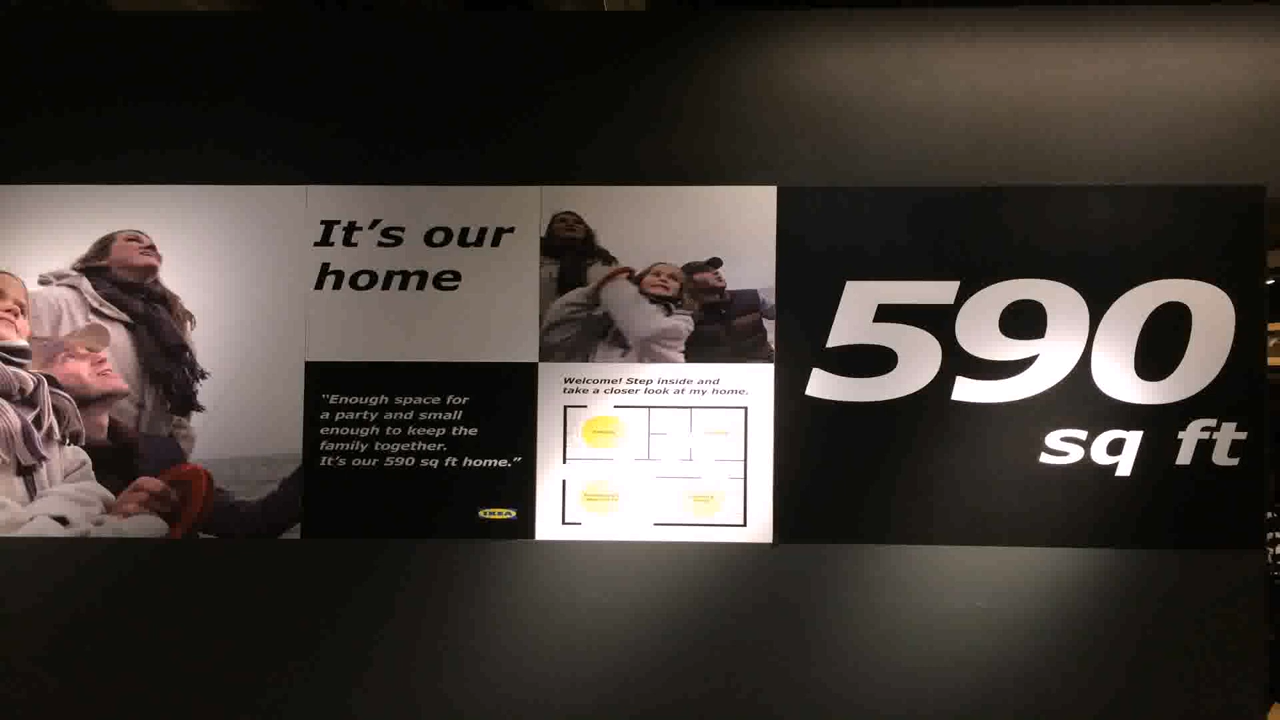 It's our
home
"Enough space for
a party and small
enough to keep the
family together.
It's our 590 sq ft home."
IKEA
Welcome! Step inside and
take a closer look at my home.
590
sq ft